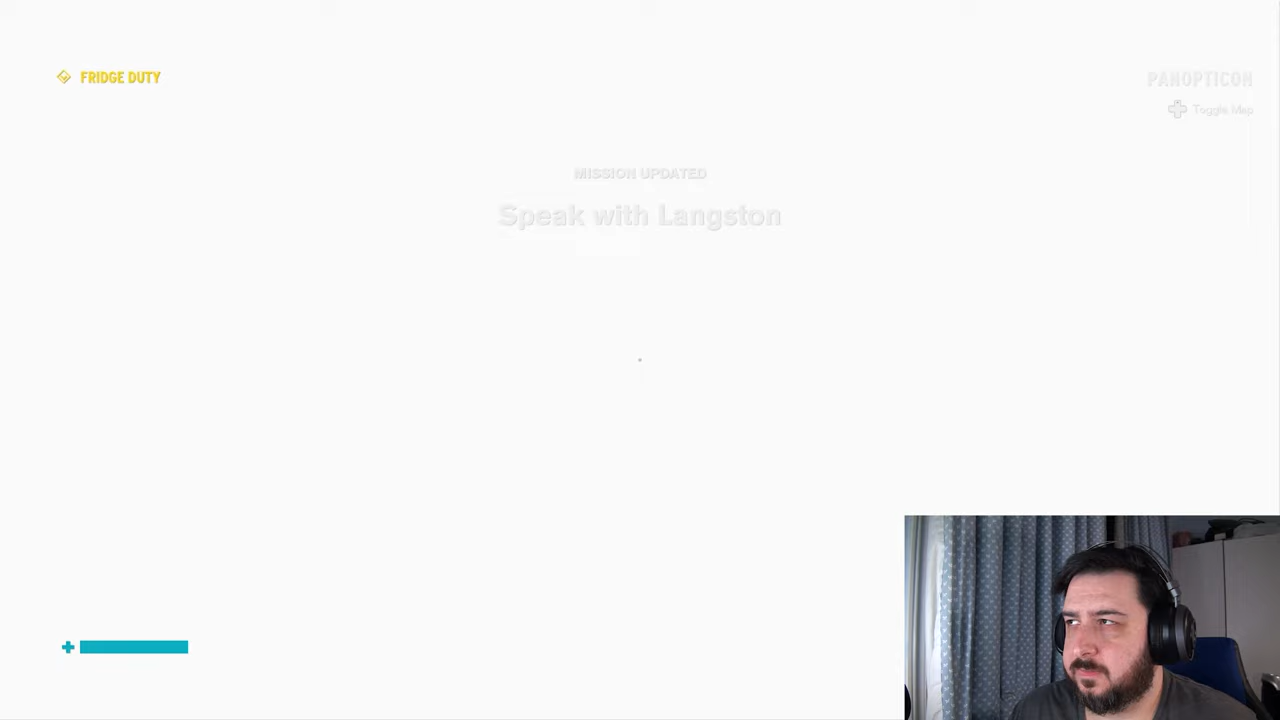 FRIDGE DUTY
PANOPTICON
Toggle Map
MISSION UPDATED
Speak with Langston